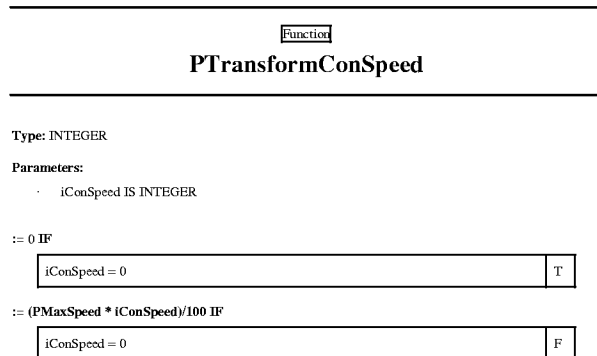 Function
PTransformConSpeed
Type: INTEGER
Parameters:
· iConSpeed IS INTEGER
:= 0 IF
iConSpeed = 0 T
:= (PMaxSpeed * iConSpeed)/100 IF
iConSpeed = 0 F